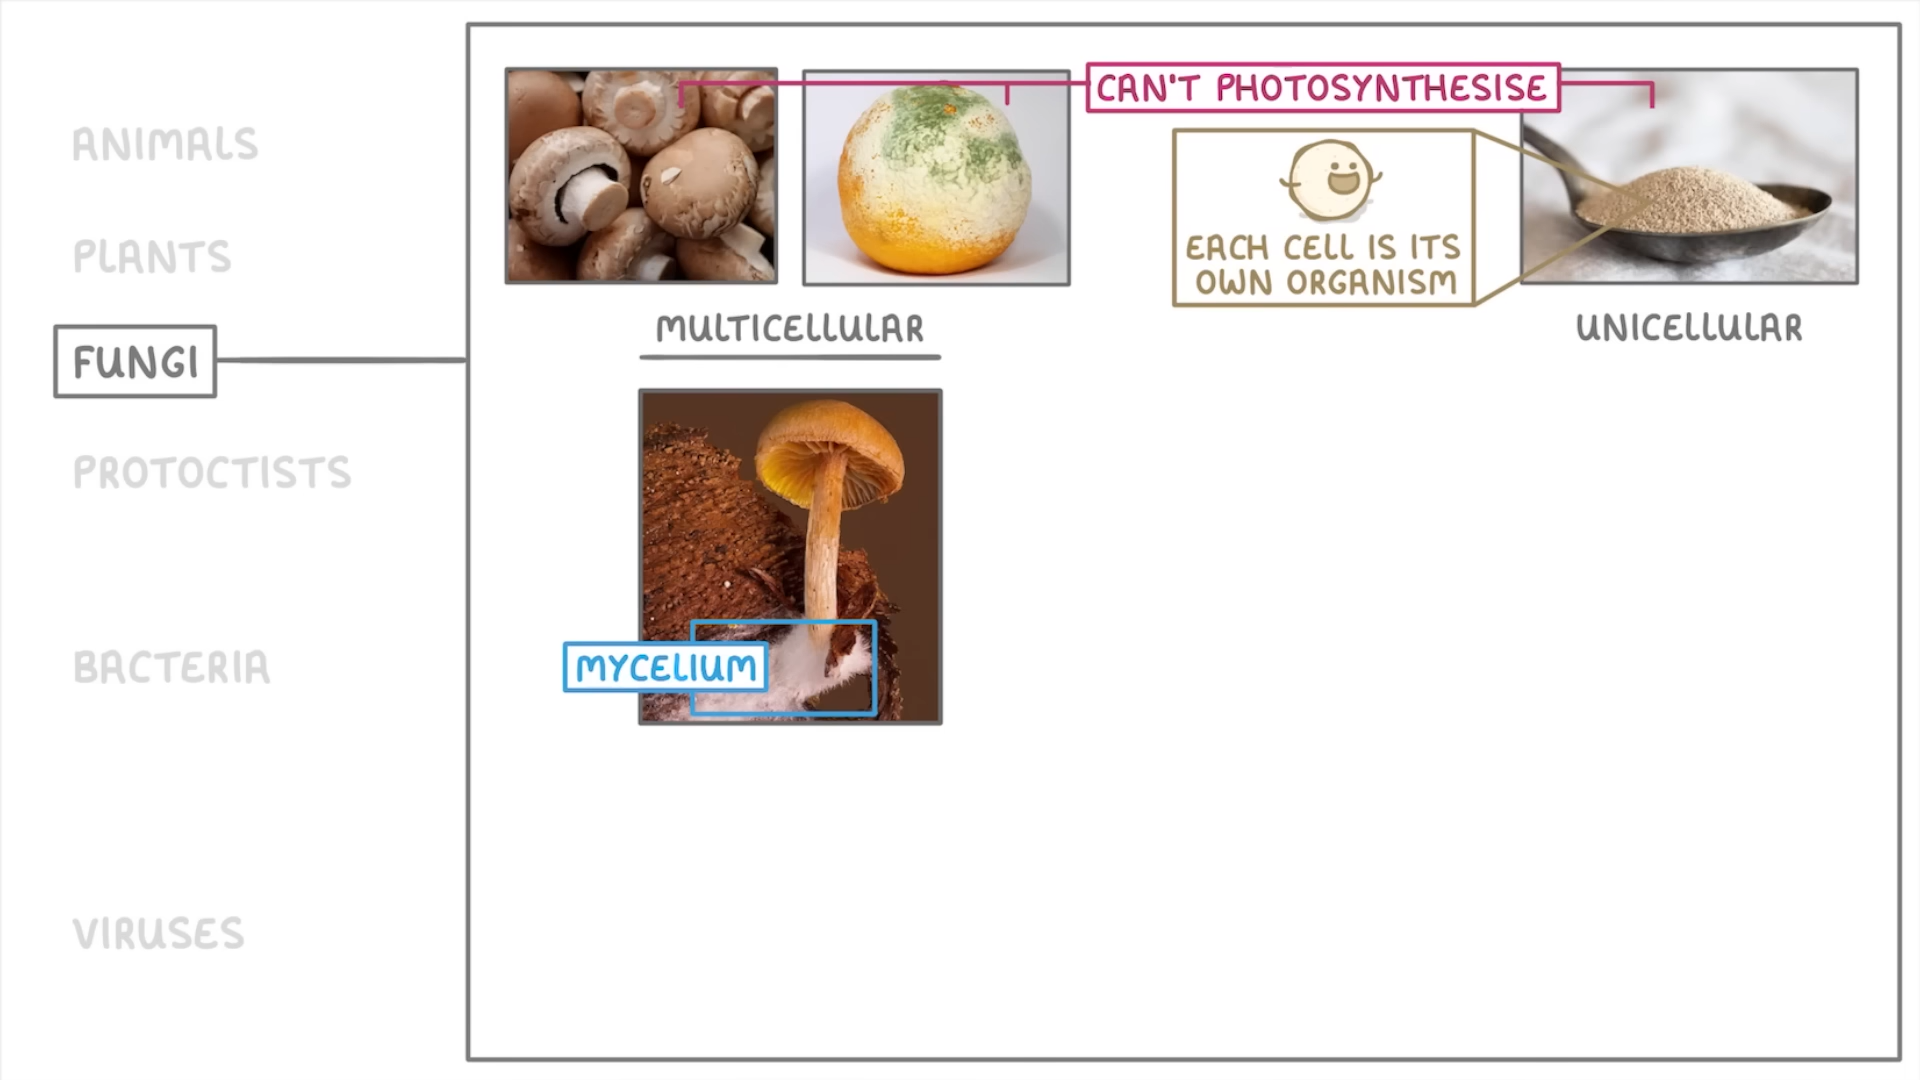 ANIMALS
PLANTS
FUNGI
PROTOCTISTS
BACTERIA
VIRUSES
CAN'T PHOTOSYNTHESISE
EACH CELL IS ITS
OWN ORGANISM
MULTICELLULAR
UNICELLULAR
MYCELIUM